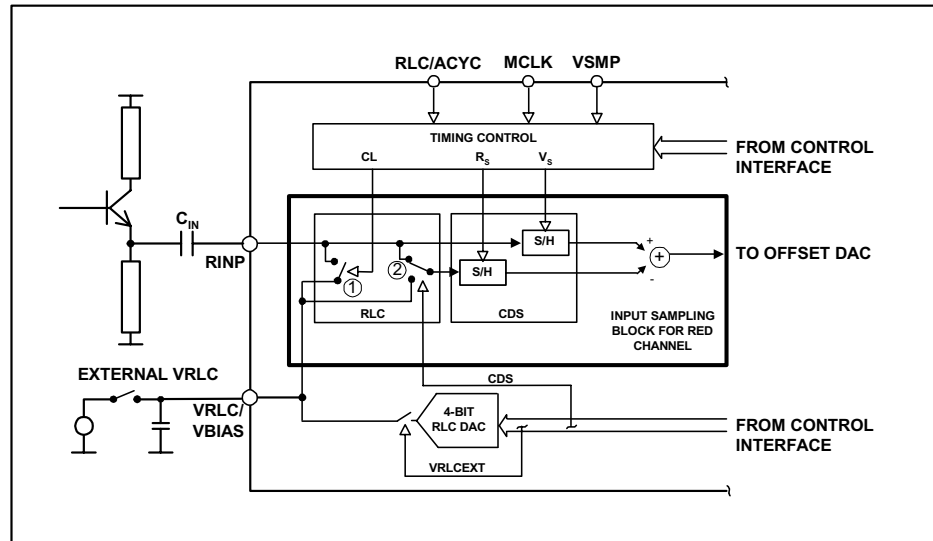 RLC/ACYC MCLK VSMP
TIMING CONTROL
CL RS VS
FROM CONTROL
INTERFACE
CIN
RINP
S/H
S/H
+
+
-
TO OFFSET DAC
1
2
RLC
CDS
INPUT SAMPLING
BLOCK FOR RED
CHANNEL
EXTERNAL VRLC
VRLC/
VBIAS
CDS
4-BIT
RLC DAC
VRLCEXT
FROM CONTROL
INTERFACE